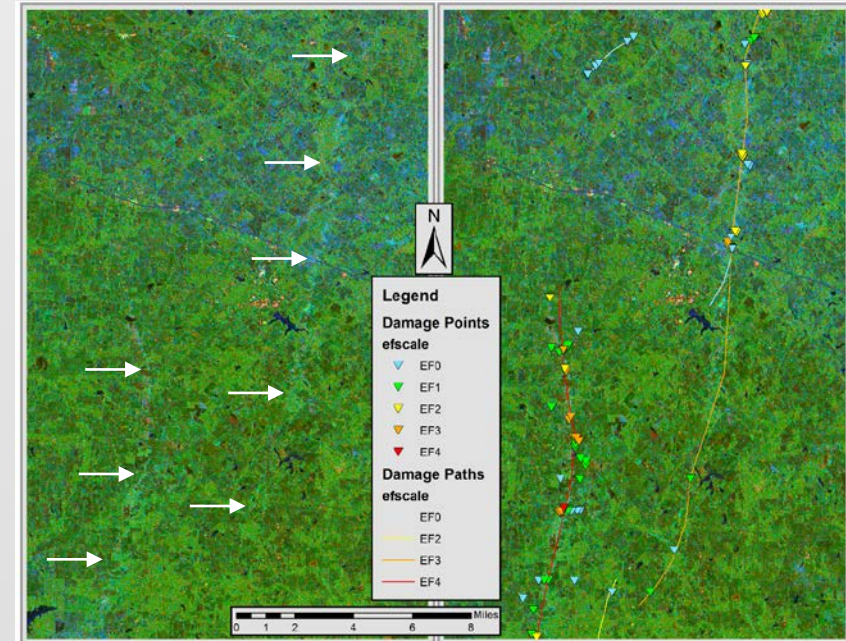 N
Legend
Damage Points
efscale
EF0
EF1
EF2
EF3
EF4
Damage Paths
efscale
EF0
EF2
EF3
EF4
Miles
0 1 2 4 6 8